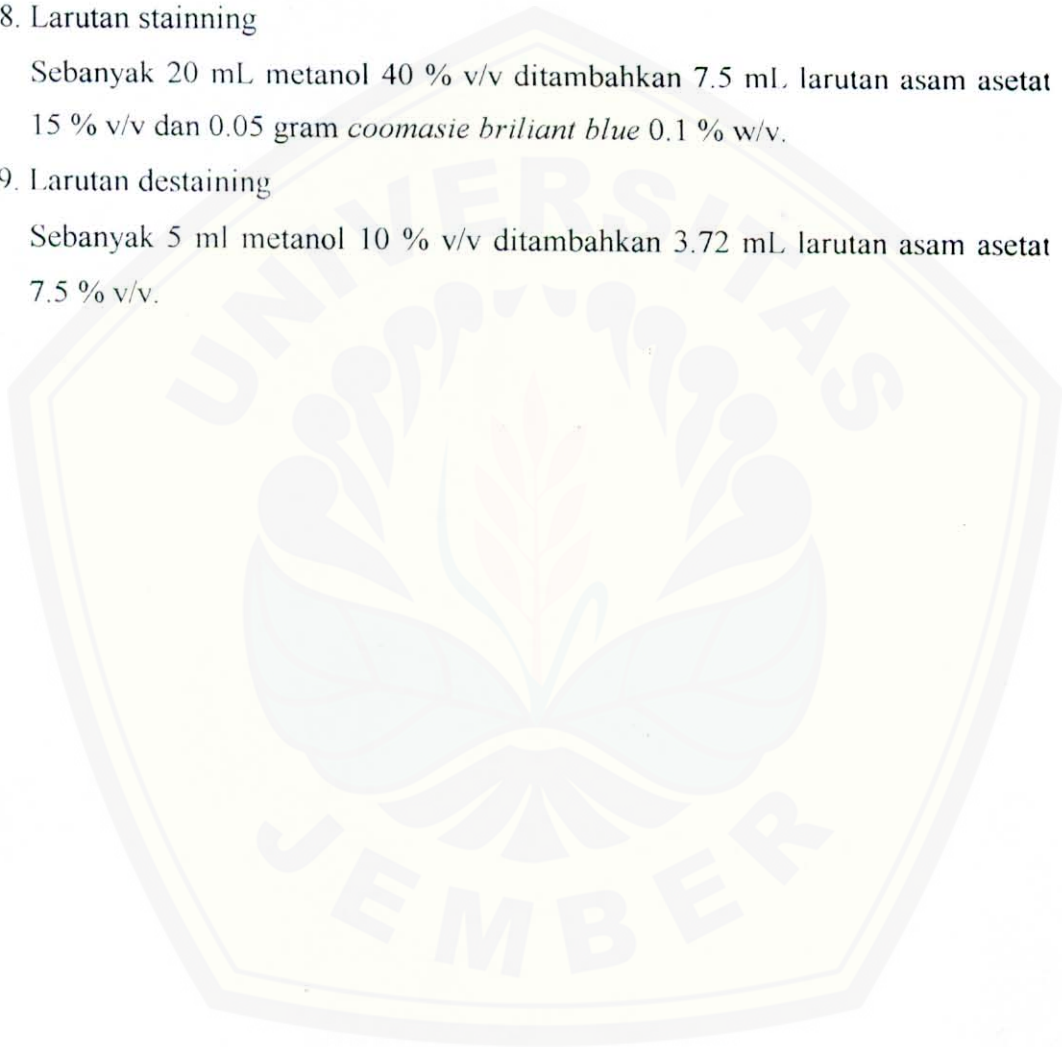 8. Larutan stainning
Sebanyak 20 mL metanol 40 % v/v ditambahkan 7.5 mL larutan asam asetat
15 % v/v dan 0.05 gram coomasie briliant blue 0.1 % w/v.
9. Larutan destaining
Sebanyak 5 ml metanol 10 % v/v ditambahkan 3.72 mL larutan asam asetat
7.5 % v/v.
UNIVERSITAS
JEMBER